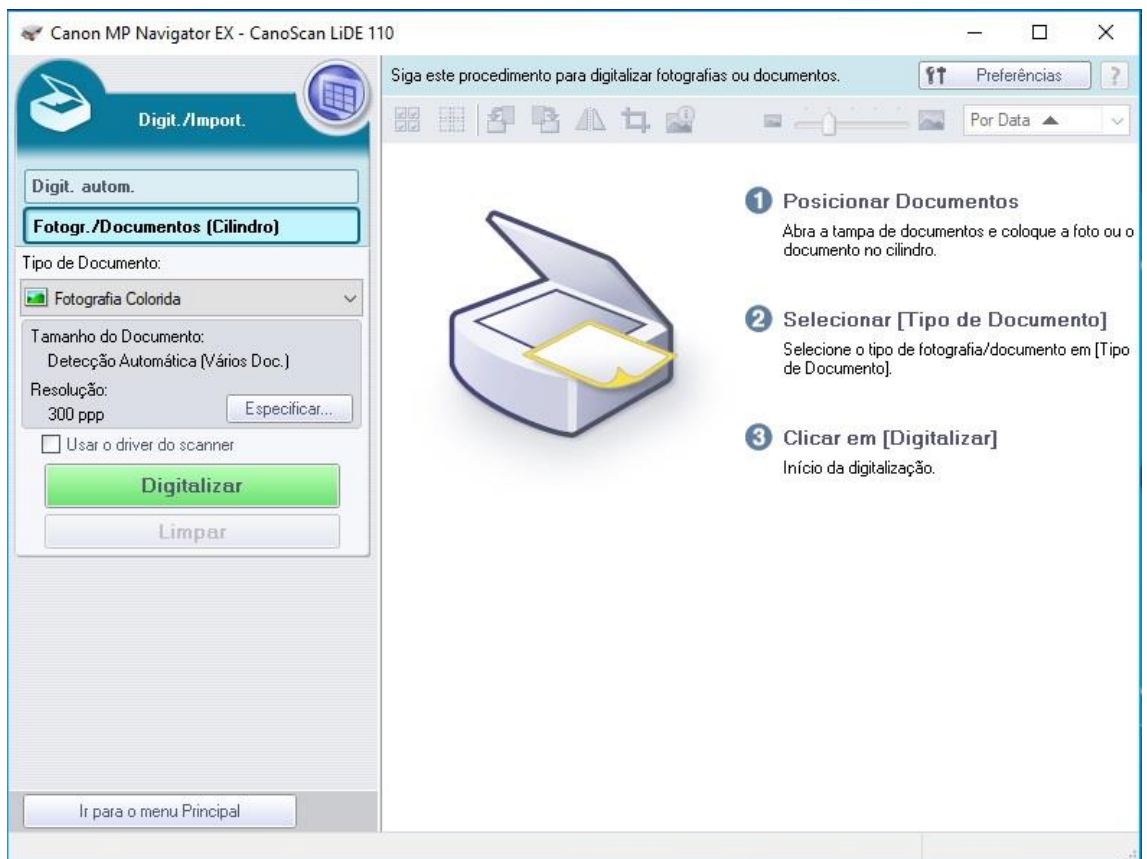 Canon MP Navigator EX - CanoScan LiDE 110
Digit./Import.
Digit. autom.
Fotogr./Documentos (Cilindro)
Tipo de Documento:
Fotografia Colorida
Tamanho do Documento:
Detecção Automática (Vários Doc.)
Resolução:
300 ppp
Especificar...
Usar o driver do scanner
Digitalizar
Limpar
Ir para o menu Principal
Siga este procedimento para digitalizar fotografias ou documentos.
Preferências
?
Por Data
1 Posicionar Documentos
Abra a tampa de documentos e coloque a foto ou o
documento no cilindro.
2 Selecionar [Tipo de Documento]
Selecione o tipo de fotografia/documento em [Tipo
de Documento].
3 Clicar em [Digitalizar]
Início da digitalização.